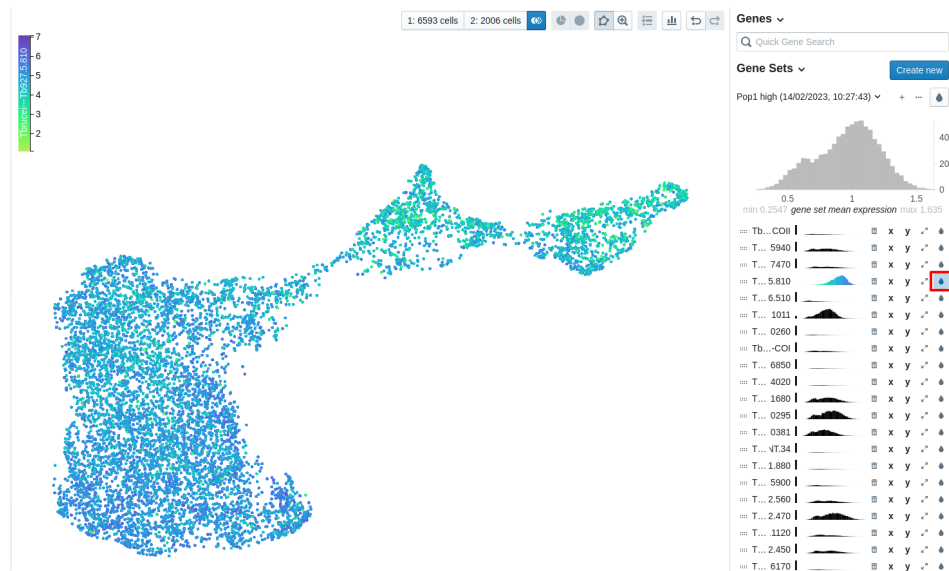 1: 6593 cells 2: 2006 cells
Tbrucei---Tb927.5.810
7
6
5
4
3
2
Genes
Quick Gene Search
Gene Sets
Create new
Pop1 high (14/02/2023, 10:27:43)
40
20
0
0.5 1 1.5
min 0.2547 gene set mean expression max 1.635
Tb...COII x y
T... 5940 x y
T... 7470 x y
T... 5.810 x y
T... 6.510 x y
T... 1011 x y
T... 0260 x y
Tb...-COI x y
T... 6850 x y
T... 4020 x y
T... 1680 x y
T... 0295 x y
T... 0381 x y
T... VT.34 x y
T... 1.880 x y
T... 5900 x y
T... 2.560 x y
T... 2.470 x y
T... .1120 x y
T... 2.450 x y
T... 6170 x y